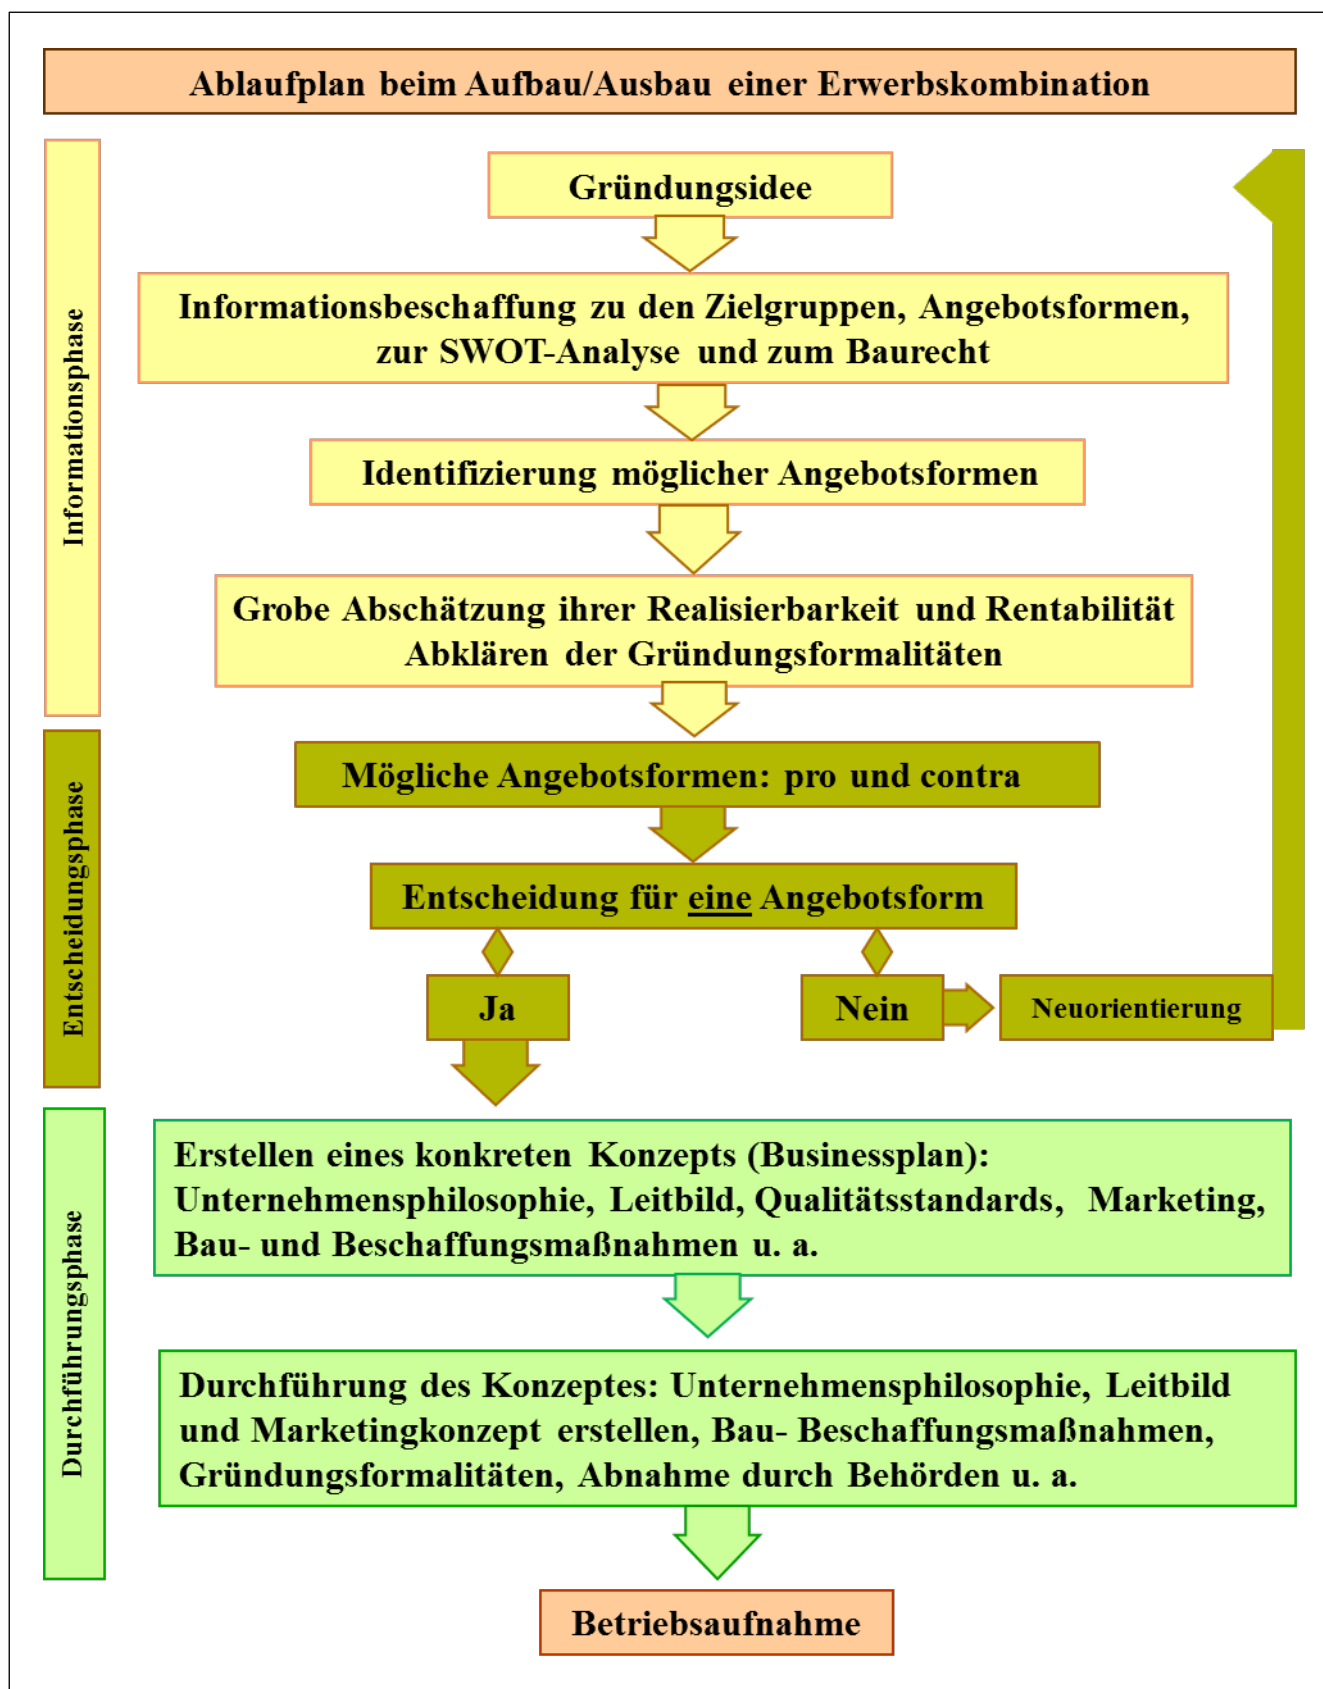 Ablaufplan beim Aufbau/Ausbau einer Erwerbskombination
Informationsphase
Gründungsidee
Informationsbeschaffung zu den Zielgruppen, Angebotsformen,
zur SWOT-Analyse und zum Baurecht
Identifizierung möglicher Angebotsformen
Grobe Abschätzung ihrer Realisierbarkeit und Rentabilität
Abklären der Gründungsformalitäten
Entscheidungsphase
Mögliche Angebotsformen: pro und contra
Entscheidung für eine Angebotsform
Ja
Nein
Neuorientierung
Durchführungsphase
Erstellen eines konkreten Konzepts (Businessplan):
Unternehmensphilosophie, Leitbild, Qualitätsstandards, Marketing,
Bau- und Beschaffungsmaßnahmen u. a.
Durchführung des Konzeptes: Unternehmensphilosophie, Leitbild
und Marketingkonzept erstellen, Bau- Beschaffungsmaßnahmen,
Gründungsformalitäten, Abnahme durch Behörden u. a.
Betriebsaufnahme